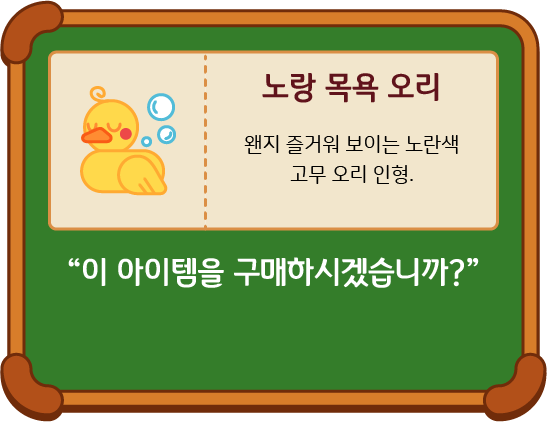 노랑 목욕 오리
왠지 즐거워 보이는 노란색
고무 오리 인형.
“이 아이템을 구매하시겠습니까?”